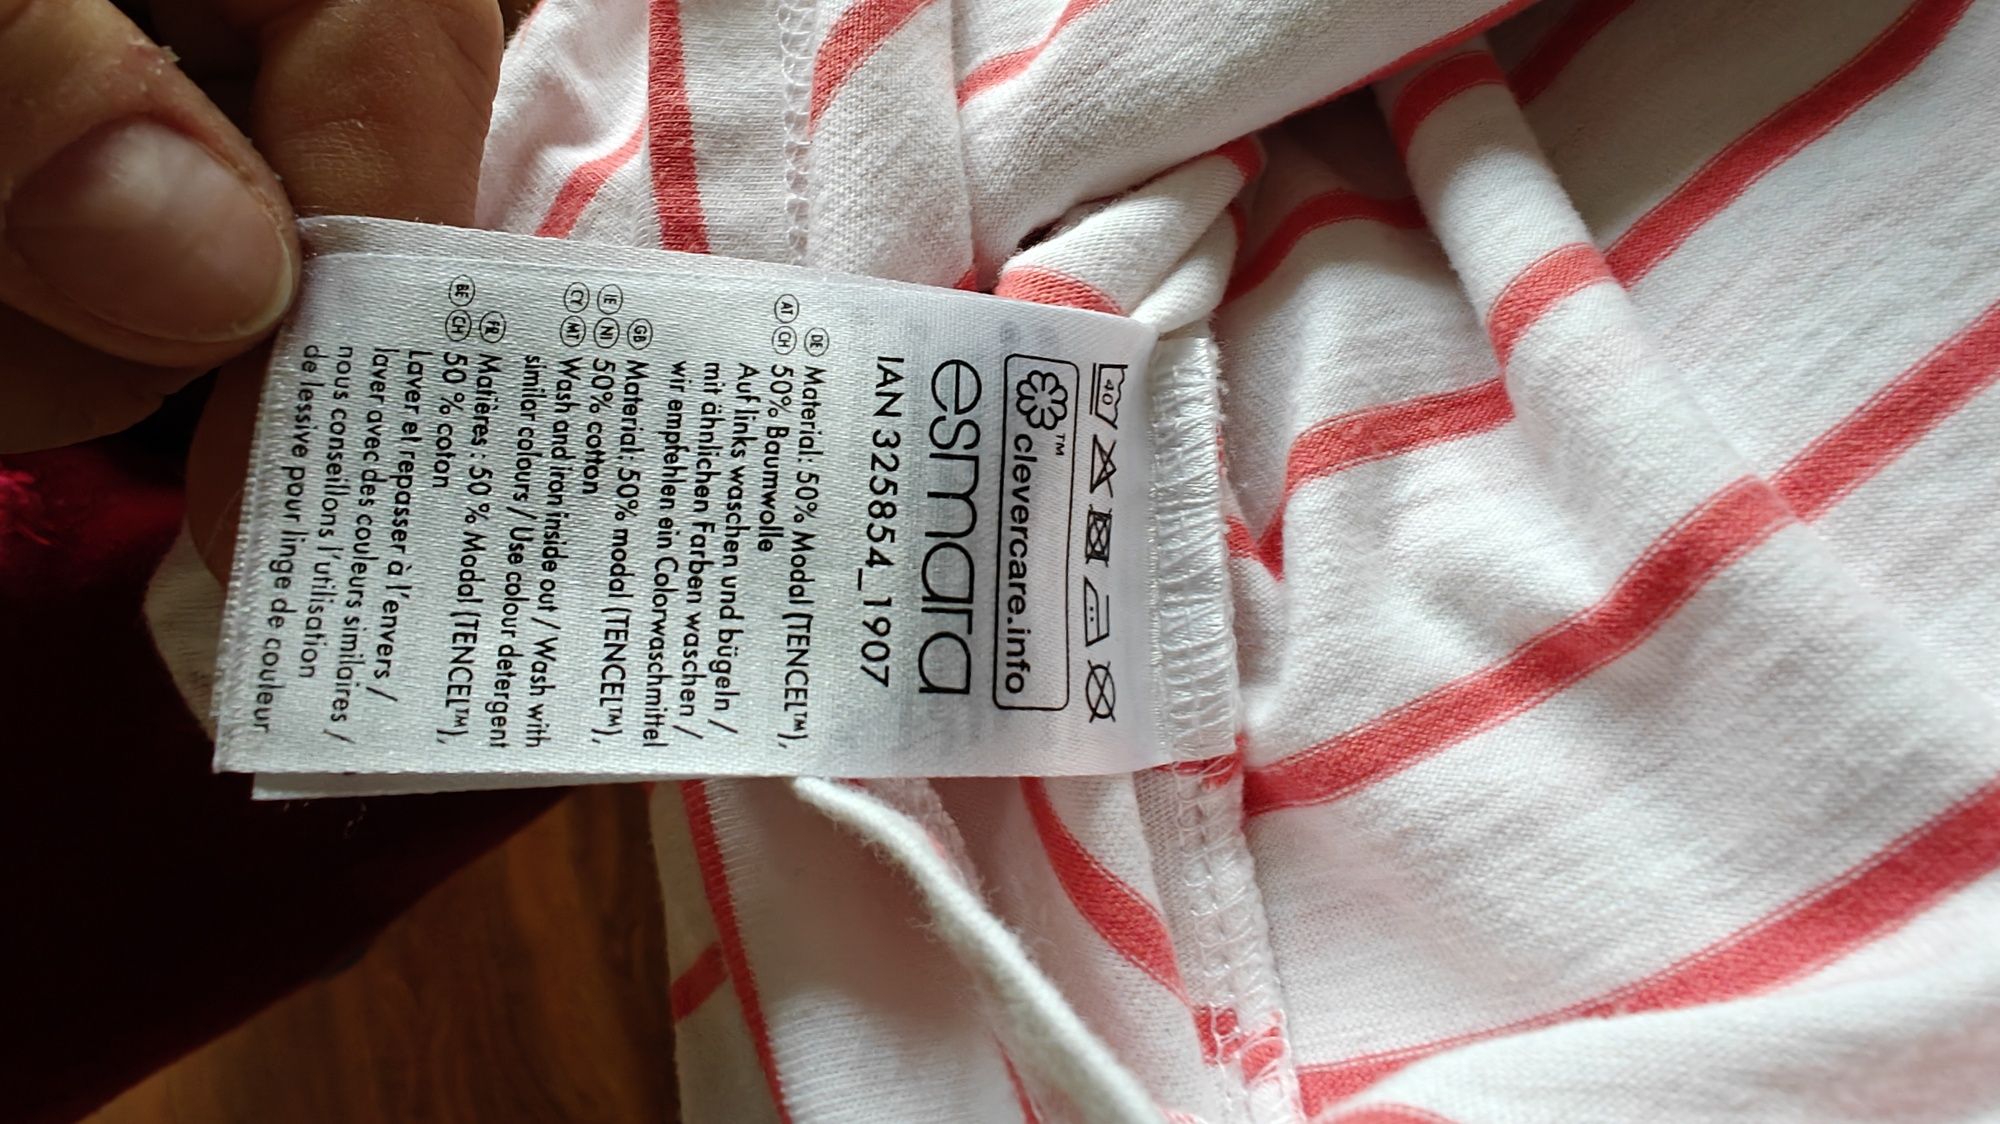 40
clevercare.info™
esmara
IAN 325854_1907
DE Material: 50% Modal (TENCEL™),
AT CH 50% Baumwolle
Auf links waschen und bügeln /
mit ähnlichen Farben waschen /
wir empfehlen ein Colorwaschmittel
GB Material: 50% modal (TENCEL™),
IE NI 50% cotton
CY MT Wash and iron inside out / Wash with
similar colours / Use colour detergent
FR Matières : 50 % Modal (TENCEL™),
BE CH 50 % coton
Laver et repasser à l'envers /
laver avec des couleurs similaires /
nous conseillons l'utilisation
de lessive pour linge de couleur